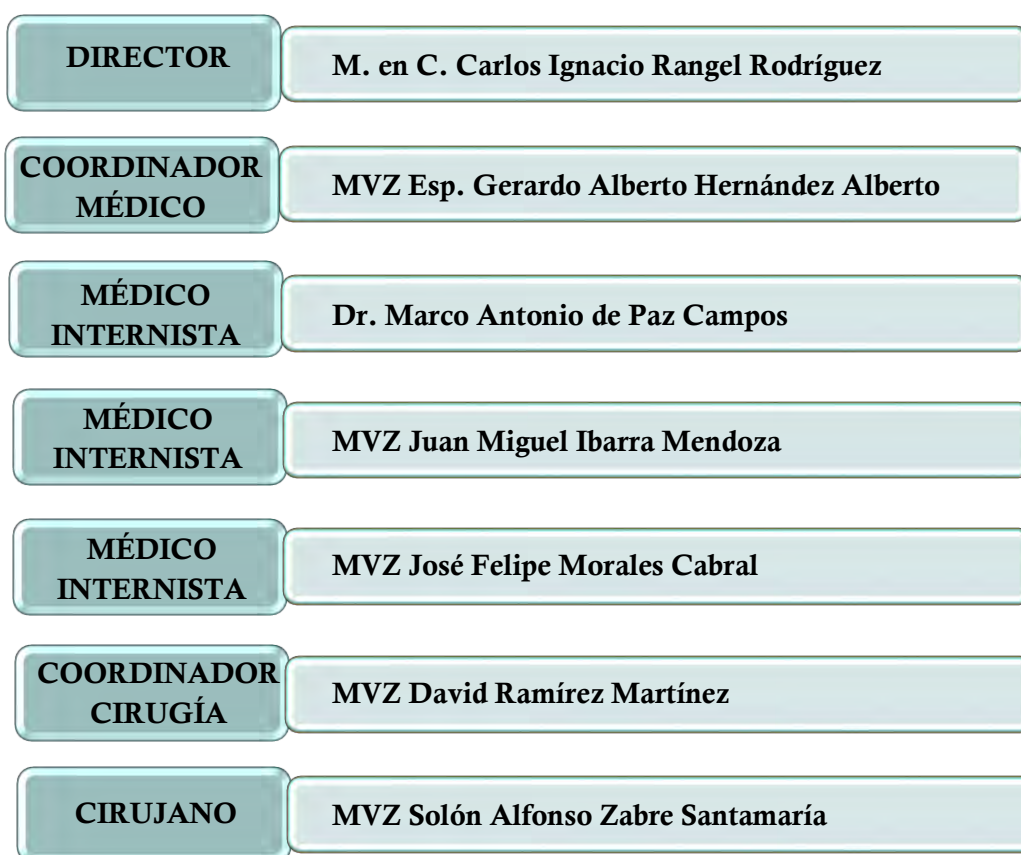 DIRECTOR
M. en C. Carlos Ignacio Rangel Rodríguez
COORDINADOR
MÉDICO
MVZ Esp. Gerardo Alberto Hernández Alberto
MÉDICO
INTERNISTA
Dr. Marco Antonio de Paz Campos
MÉDICO
INTERNISTA
MVZ Juan Miguel Ibarra Mendoza
MÉDICO
INTERNISTA
MVZ José Felipe Morales Cabral
COORDINADOR
CIRUGÍA
MVZ David Ramírez Martínez
CIRUJANO
MVZ Solón Alfonso Zabre Santamaría